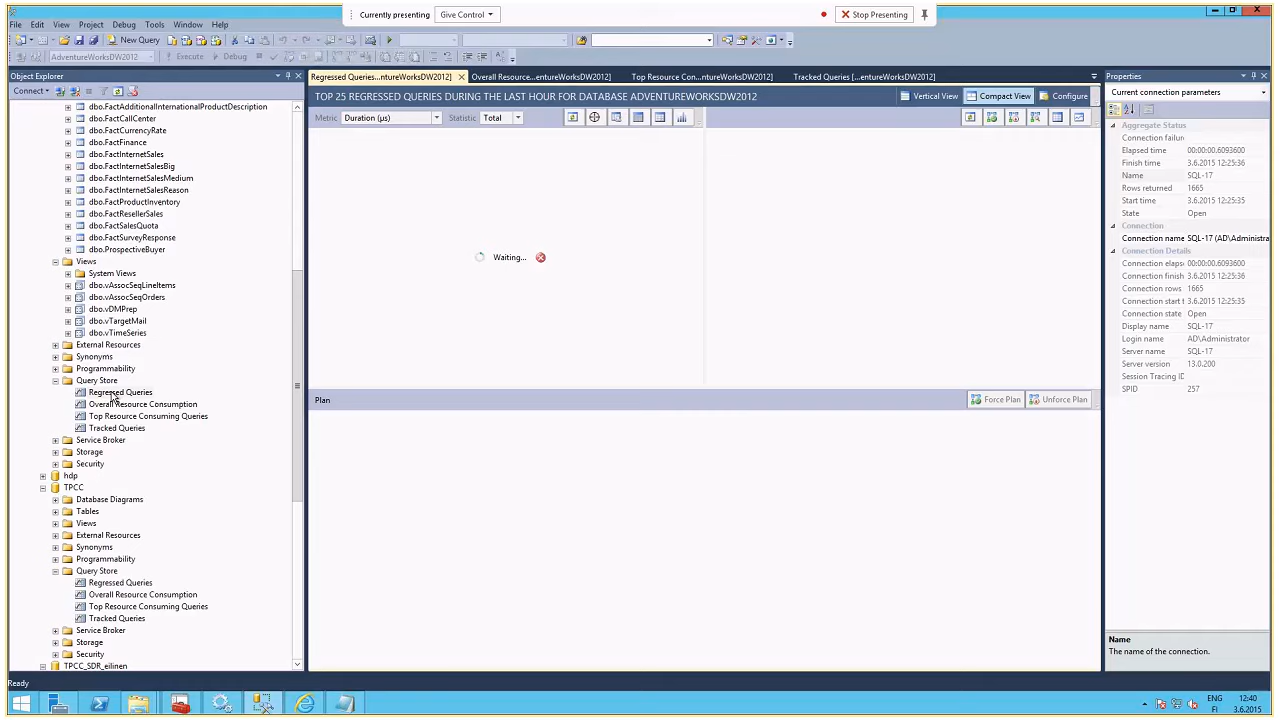 Currently presenting Give Control Stop Presenting
File Edit View Project Debug Tools Window Help
New Query
AdventureWorksDW2012 Execute Debug
Object Explorer
Connect
dbo.FactAdditionalInternationalProductDescription
dbo.FactCallCenter
dbo.FactCurrencyRate
dbo.FactFinance
dbo.FactInternetSales
dbo.FactInternetSalesBig
dbo.FactInternetSalesMedium
dbo.FactInternetSalesReason
dbo.FactProductInventory
dbo.FactResellerSales
dbo.FactSalesQuota
dbo.FactSurveyResponse
dbo.ProspectiveBuyer
Views
System Views
dbo.vAssocSeqLineItems
dbo.vAssocSeqOrders
dbo.vDMPrep
dbo.vTargetMail
dbo.vTimeSeries
External Resources
Synonyms
Programmability
Query Store
Regressed Queries
Overall Resource Consumption
Top Resource Consuming Queries
Tracked Queries
Service Broker
Storage
Security
hdp
TPCC
Database Diagrams
Tables
Views
External Resources
Synonyms
Programmability
Query Store
Regressed Queries
Overall Resource Consumption
Top Resource Consuming Queries
Tracked Queries
Service Broker
Storage
Security
TPCC_SDR_eilinen
Regressed Queries...entureWorksDW2012] Overall Resource...entureWorksDW2012] Top Resource Con...entureWorksDW2012] Tracked Queries [...entureWorksDW2012]
TOP 25 REGRESSED QUERIES DURING THE LAST HOUR FOR DATABASE ADVENTUREWORKSDW2012 Vertical View Compact View Configure
Metric Duration (µs) Statistic Total
Waiting...
Plan Force Plan Unforce Plan
Properties
Current connection parameters
Aggregate Status
Connection failure
Elapsed time 00:00:00.6093600
Finish time 3.6.2015 12:25:36
Name SQL-17
Rows returned 1665
Start time 3.6.2015 12:25:35
State Open
Connection
Connection name SQL-17 (AD\Administra
Connection Details
Connection elaps 00:00:00.6093600
Connection finish 3.6.2015 12:25:36
Connection rows 1665
Connection start t 3.6.2015 12:25:35
Connection state Open
Display name SQL-17
Login name AD\Administrator
Server name SQL-17
Server version 13.0.200
Session Tracing ID
SPID 257
Name
The name of the connection.
Ready
ENG 12:40
FI 3.6.2015